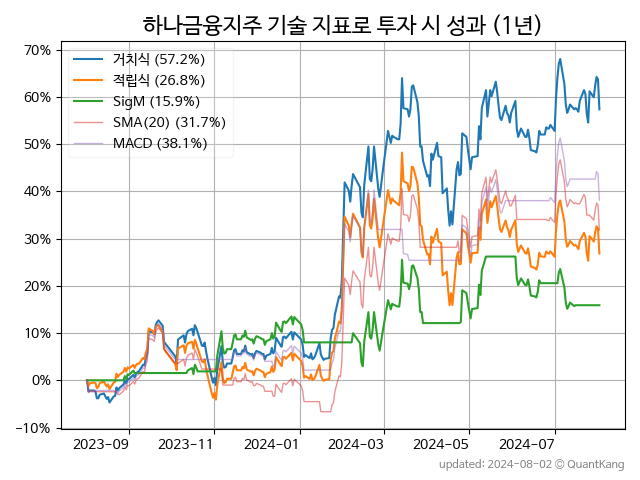 하나금융지주 기술 지표로 투자 시 성과 (1년)
거치식 (57.2%)
적립식 (26.8%)
SigM (15.9%)
SMA(20) (31.7%)
MACD (38.1%)
70%
60%
50%
40%
30%
20%
10%
0%
−10%
2023-09
2023-11
2024-01
2024-03
2024-05
2024-07
updated: 2024-08-02 © QuantKang